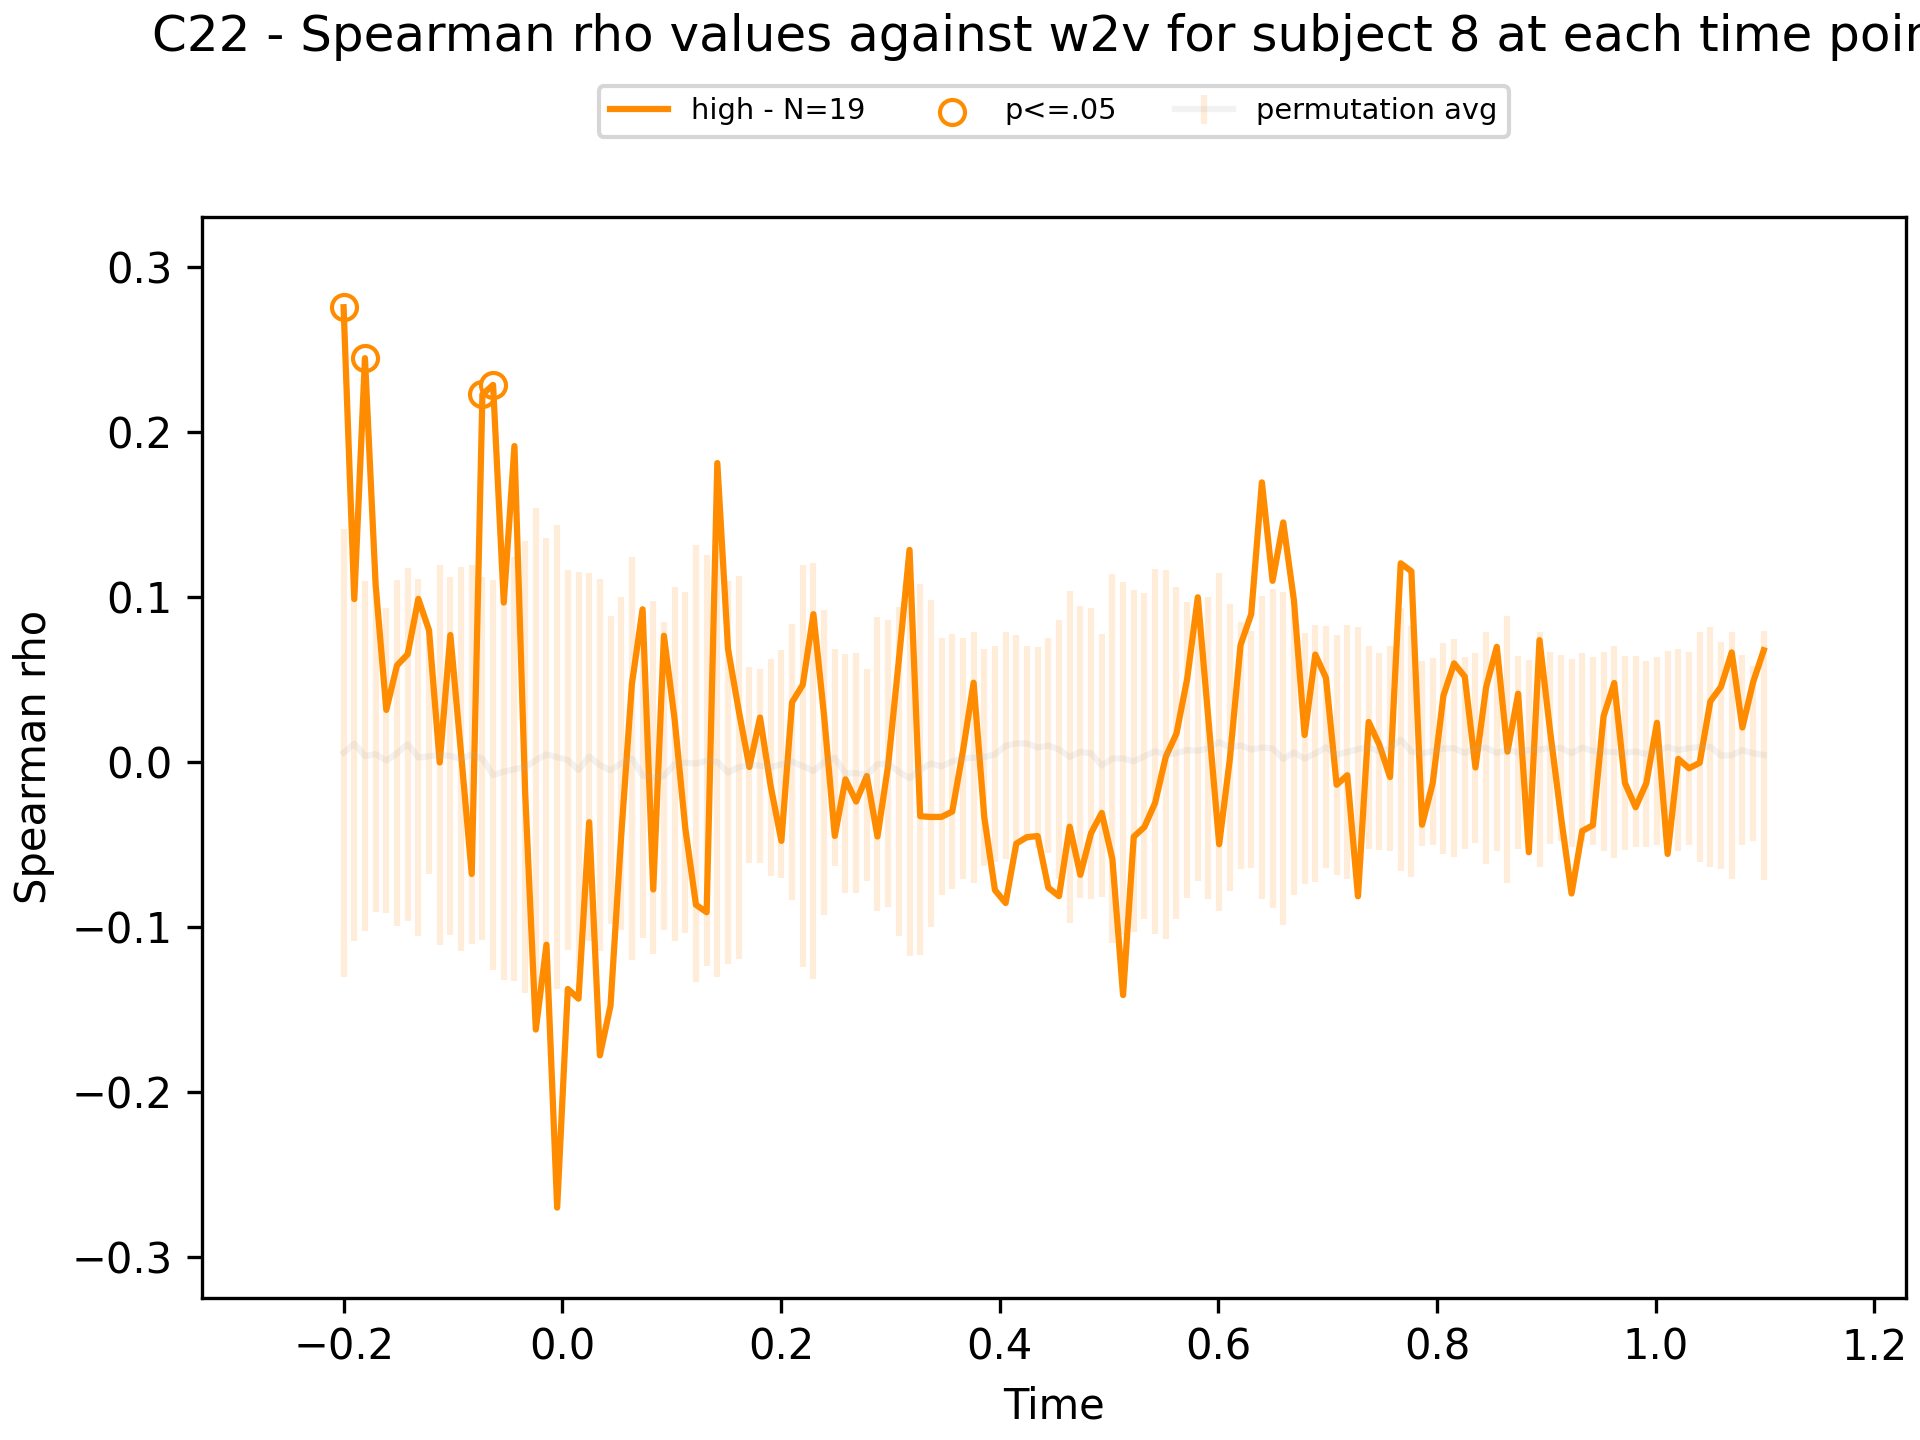 C22 - Spearman rho values against w2v for subject 8 at each time poin
high - N=19 p<=.05 permutation avg
0.3
0.2
0.1
0.0
−0.1
−0.2
−0.3
Spearman rho
−0.2 0.0 0.2 0.4 0.6 0.8 1.0 1.2
Time